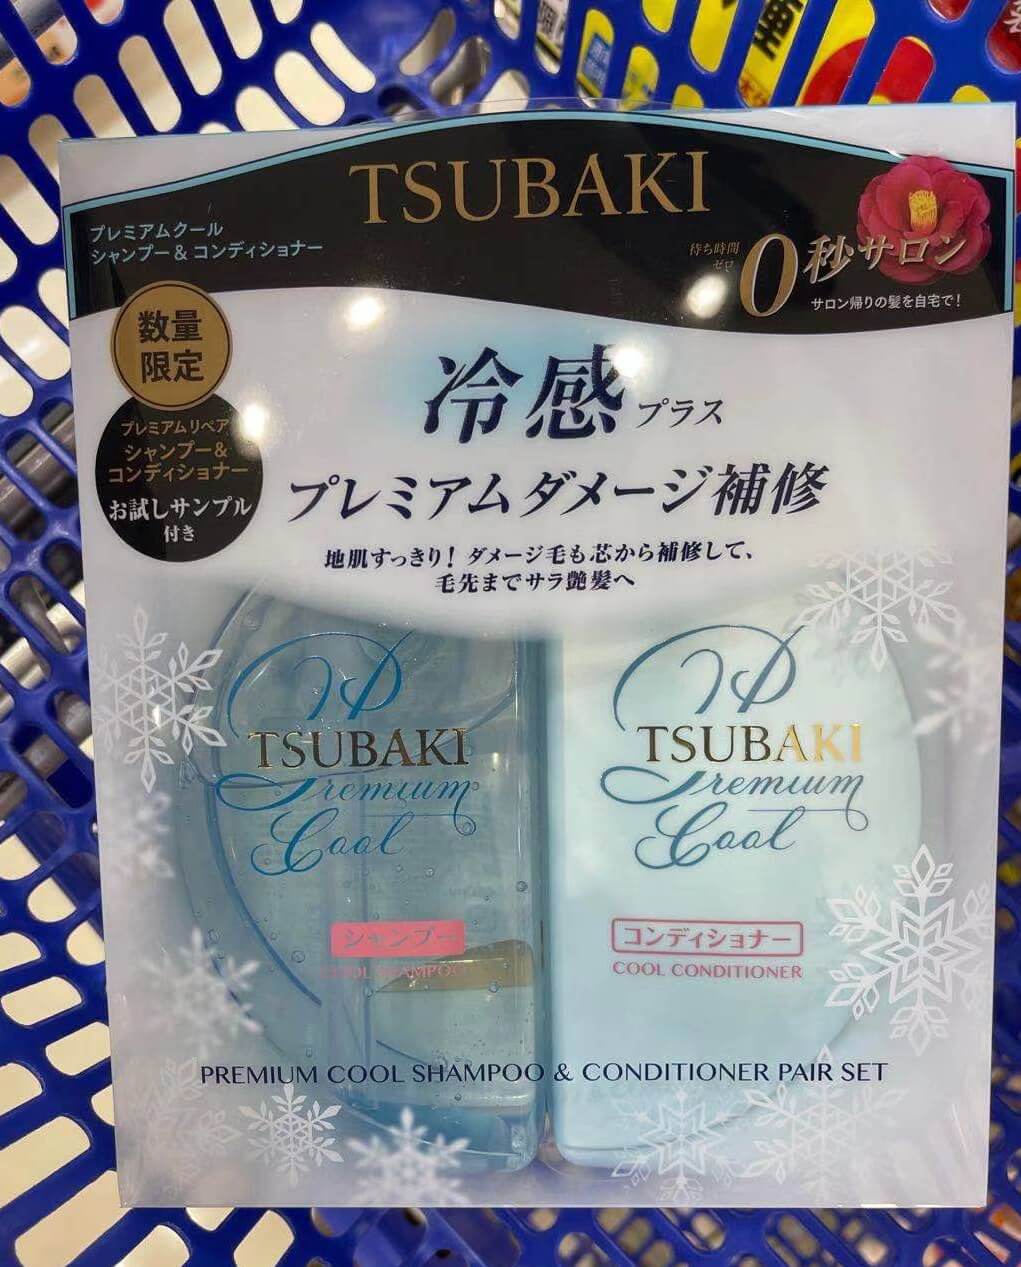 TSUBAKI
プレミアムクール
シャンプー&コンディショナー
待ち時間
ゼロ
0秒サロン
サロン帰りの髪を自宅で!
数量
限定
プレミアムリペア
シャンプー&
コンディショナー
お試しサンプル
付き
冷感プラス
プレミアムダメージ補修
地肌すっきり!ダメージ毛も芯から補修して、
毛先までサラ艶髪へ
TSUBAKI
Premium
Cool
シャンプー
COOL SHAMPOO
TSUBAKI
Premium
Cool
コンディショナー
COOL CONDITIONER
PREMIUM COOL SHAMPOO & CONDITIONER PAIR SET